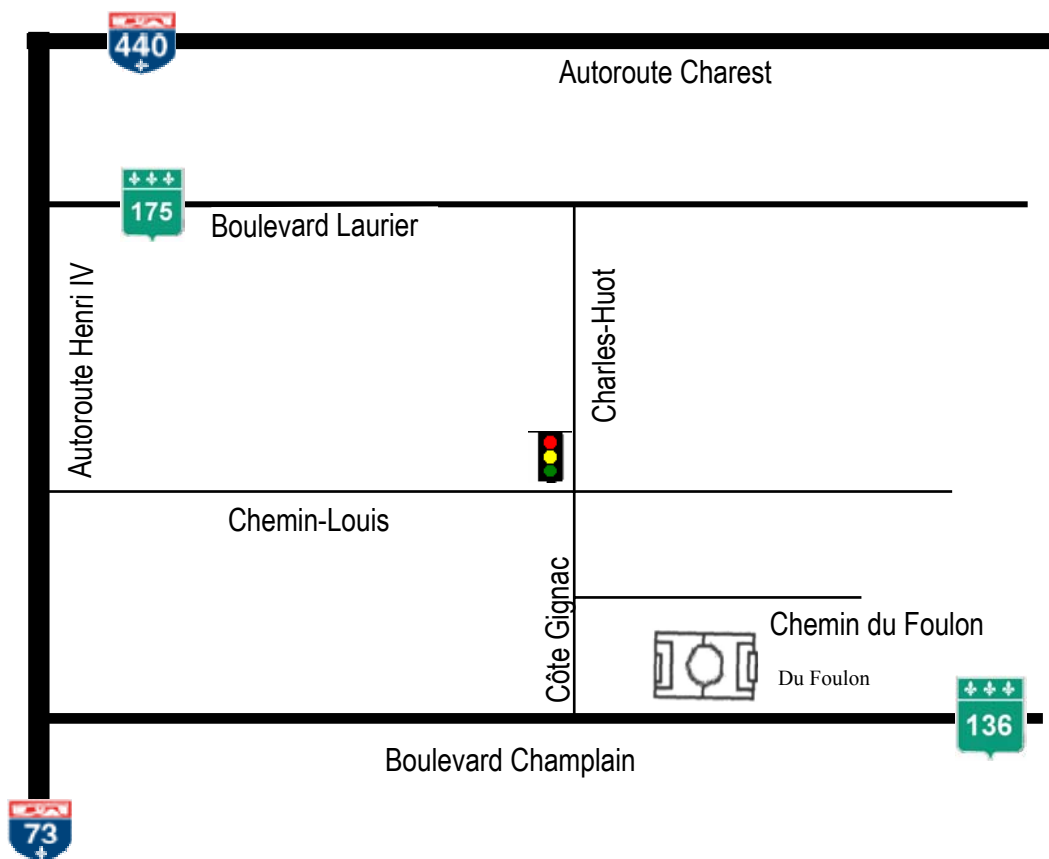 440
Autoroute Charest
175
Boulevard Laurier
Autoroute Henri IV
Charles-Huot
Chemin-Louis
Côte Gignac
Chemin du Foulon
Du Foulon
136
Boulevard Champlain
73